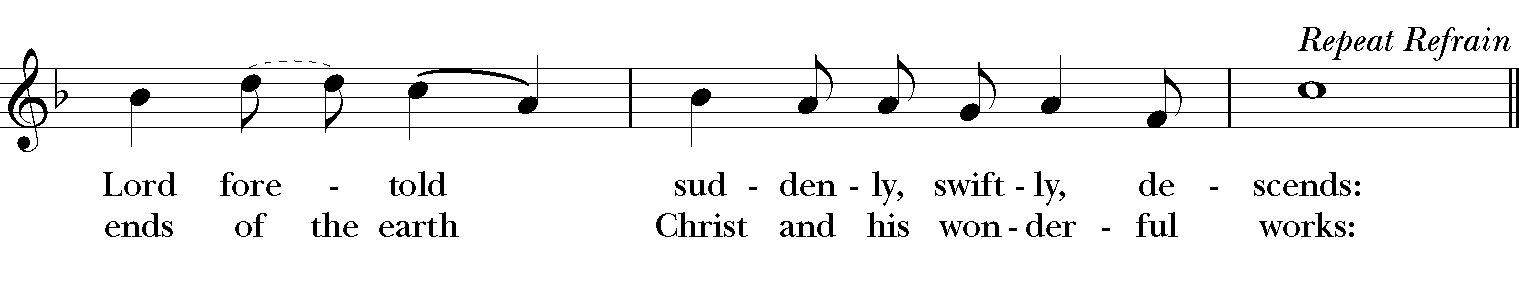 Repeat Refrain
Lord fore - told sud - den - ly, swift - ly, de - scends:
ends of the earth Christ and his won - der - ful works: